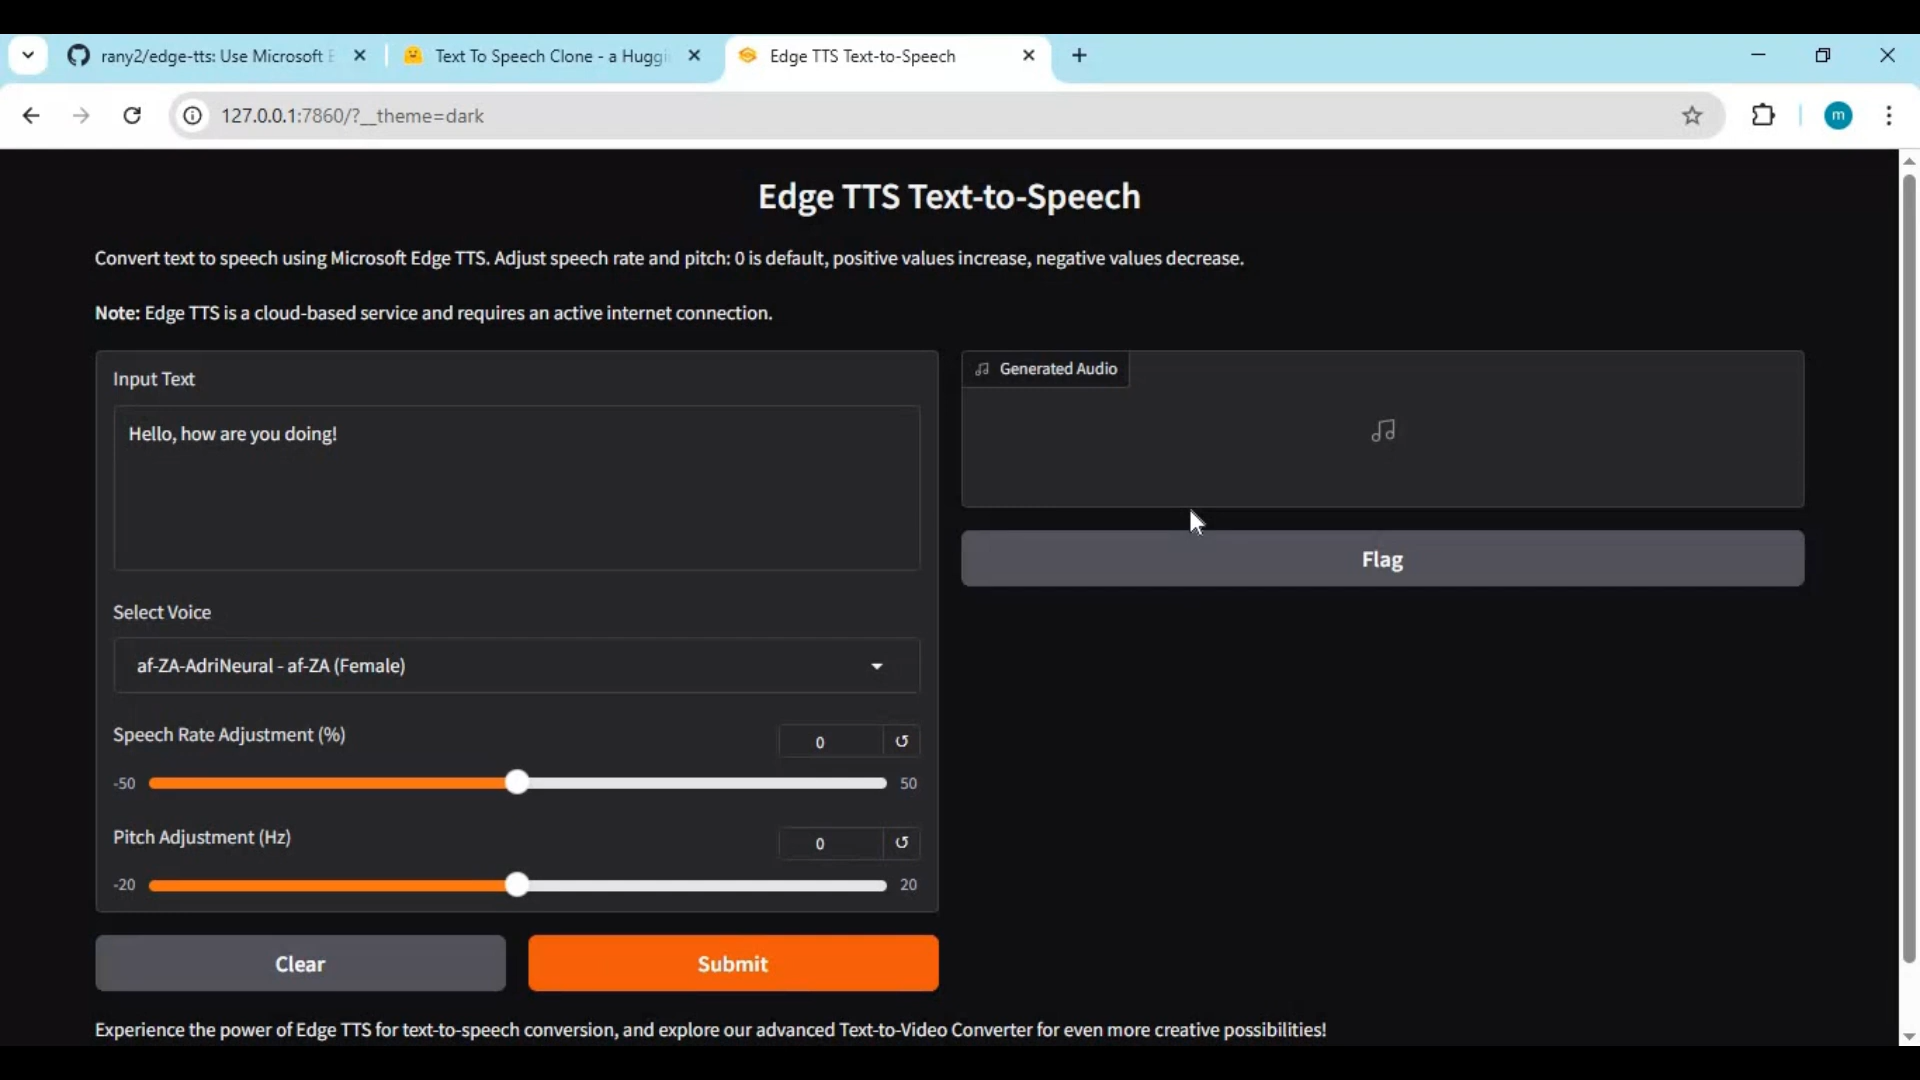 rany2/edge-tts: Use Microsoft E
Text To Speech Clone - a Huggi
Edge TTS Text-to-Speech
127.0.0.1:7860/?__theme=dark
m
Edge TTS Text-to-Speech
Convert text to speech using Microsoft Edge TTS. Adjust speech rate and pitch: 0 is default, positive values increase, negative values decrease.
Note: Edge TTS is a cloud-based service and requires an active internet connection.
Input Text
Hello, how are you doing!
Select Voice
af-ZA-AdriNeural - af-ZA (Female)
Speech Rate Adjustment (%)
0
-50
50
Pitch Adjustment (Hz)
0
-20
20
Clear
Submit
Generated Audio
Flag
Experience the power of Edge TTS for text-to-speech conversion, and explore our advanced Text-to-Video Converter for even more creative possibilities!